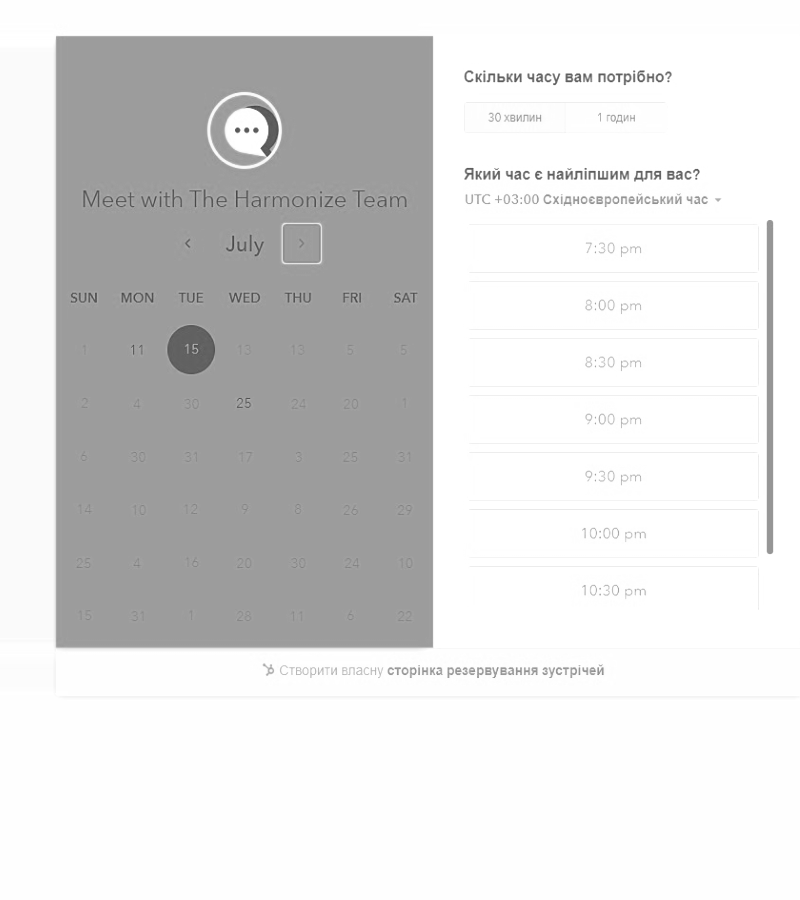 Meet with The Harmonize Team
July
SUN MON TUE WED THU FRI SAT
1 11 15 13 13 5 5
2 4 30 25 24 20 1
6 30 31 17 3 25 31
14 10 12 9 8 26 29
25 4 16 20 30 24 10
15 31 1 28 11 6 22
Скільки часу вам потрібно?
30 хвилин 1 годин
Який час є найліпшим для вас?
UTC +03:00 Східноєвропейський час
7:30 pm
8:00 pm
8:30 pm
9:00 pm
9:30 pm
10:00 pm
10:30 pm
Створити власну сторінка резервування зустрічей